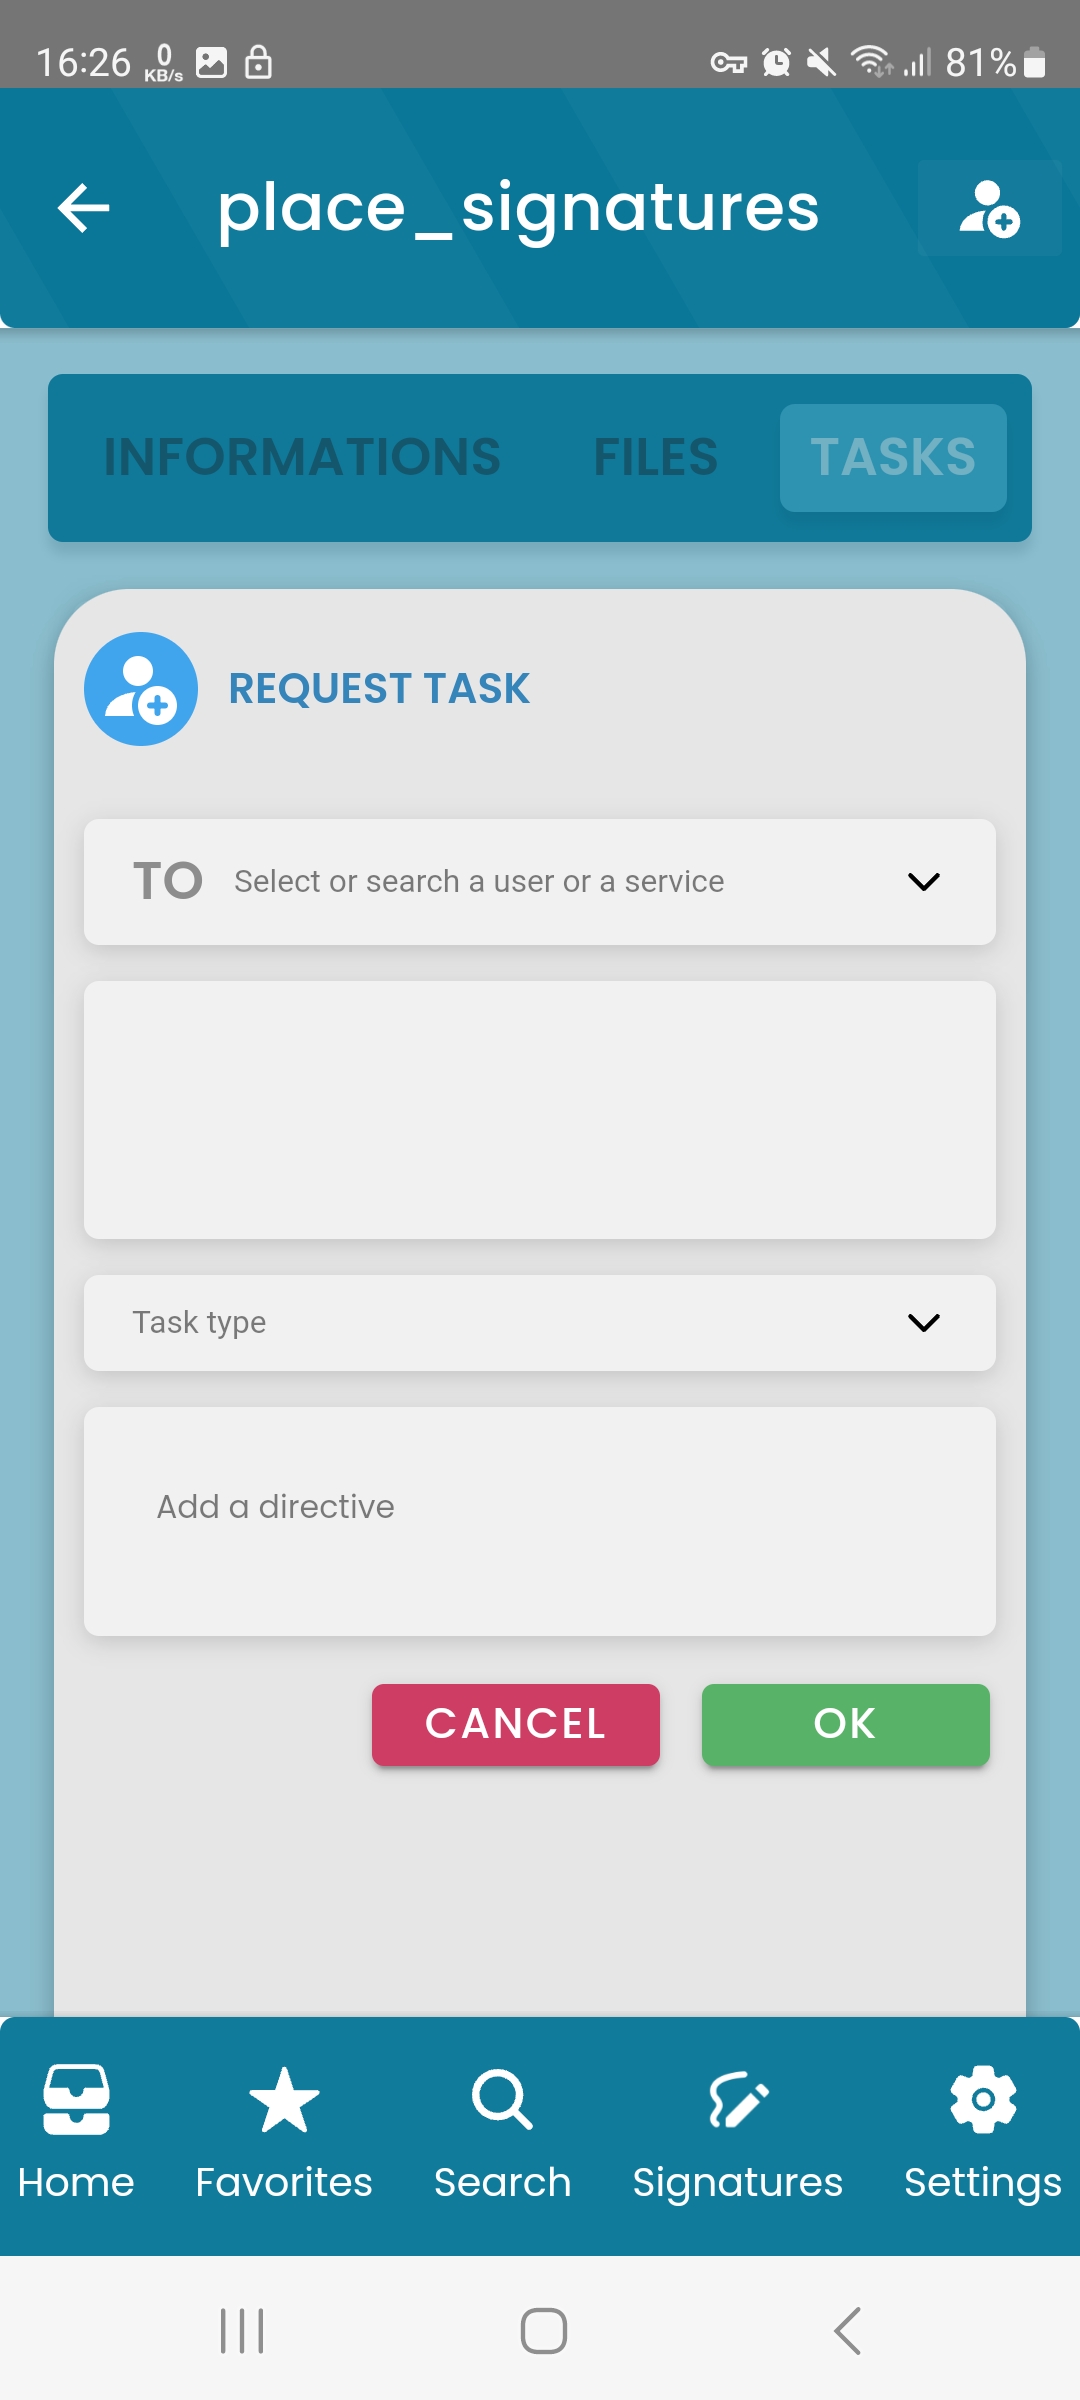 16:26 0 KB/s 81%
place_signatures
INFORMATIONS FILES TASKS
REQUEST TASK
TO Select or search a user or a service
Task type
Add a directive
CANCEL OK
Home Favorites Search Signatures Settings